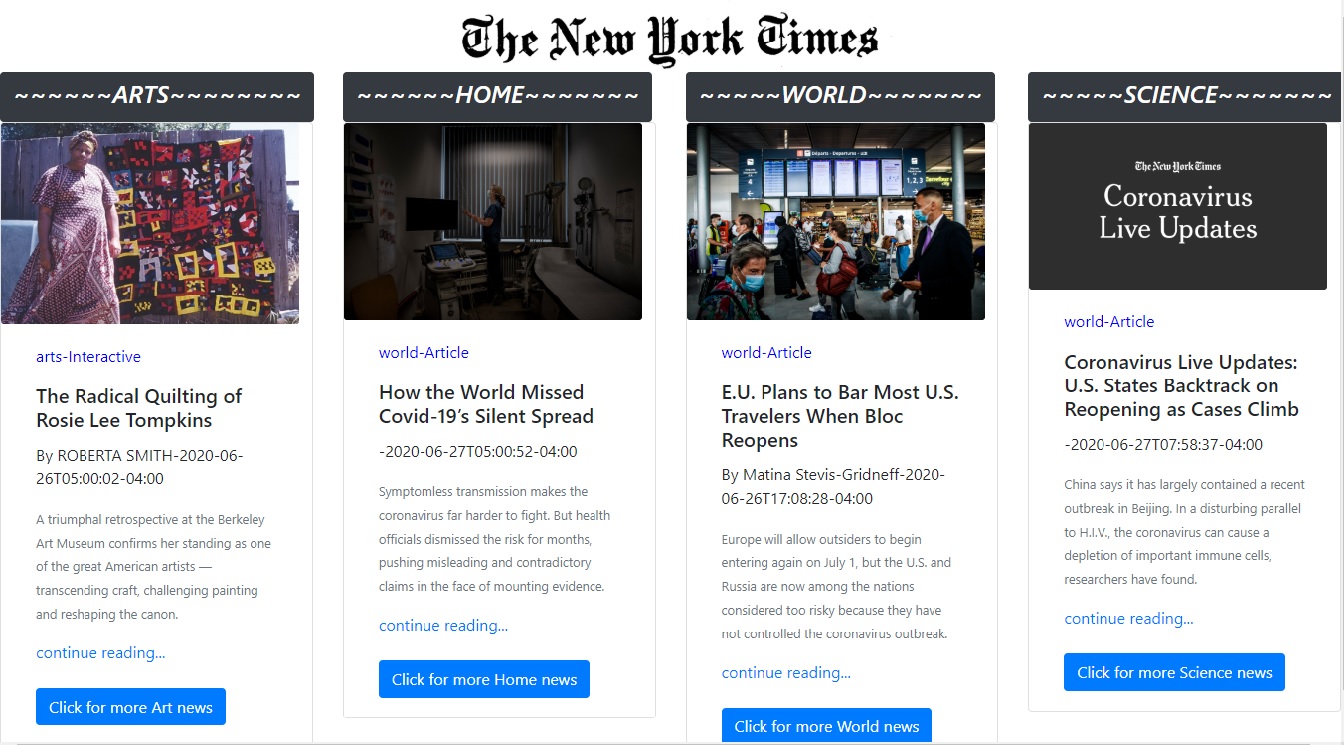 The New York Times
~~~~~~ARTS~~~~~~~~
arts-Interactive
The Radical Quilting of
Rosie Lee Tompkins
By ROBERTA SMITH-2020-06-
26T05:00:02-04:00
A triumphal retrospective at the Berkeley
Art Museum confirms her standing as one
of the great American artists —
transcending craft, challenging painting
and reshaping the canon.
continue reading...
Click for more Art news
~~~~~~HOME~~~~~~~
world-Article
How the World Missed
Covid-19’s Silent Spread
-2020-06-27T05:00:52-04:00
Symptomless transmission makes the
coronavirus far harder to fight. But health
officials dismissed the risk for months,
pushing misleading and contradictory
claims in the face of mounting evidence.
continue reading...
Click for more Home news
~~~~~WORLD~~~~~~~
Départs - Departures
1, 2, 3
Carrefour
4
world-Article
E.U. Plans to Bar Most U.S.
Travelers When Bloc
Reopens
By Matina Stevis-Gridneff-2020-
06-26T17:08:28-04:00
Europe will allow outsiders to begin
entering again on July 1, but the U.S. and
Russia are now among the nations
considered too risky because they have
not controlled the coronavirus outbreak.
continue reading...
Click for more World news
~~~~~SCIENCE~~~~~~~
The New York Times
Coronavirus
Live Updates
world-Article
Coronavirus Live Updates:
U.S. States Backtrack on
Reopening as Cases Climb
-2020-06-27T07:58:37-04:00
China says it has largely contained a recent
outbreak in Beijing. In a disturbing parallel
to H.I.V., the coronavirus can cause a
depletion of important immune cells,
researchers have found.
continue reading...
Click for more Science news